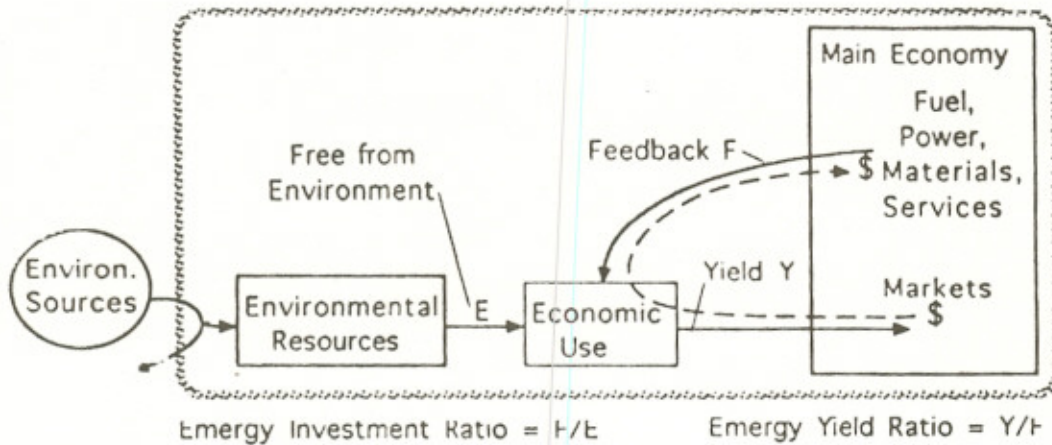 Main Economy
Fuel,
Power,
$ Materials,
Services
Feedback F
Free from
Environment
Environ.
Sources
Environmental
Resources
E
Economic
Use
Yield Y
Markets
$
Emergy Investment Ratio = F/E
Emergy Yield Ratio = Y/F